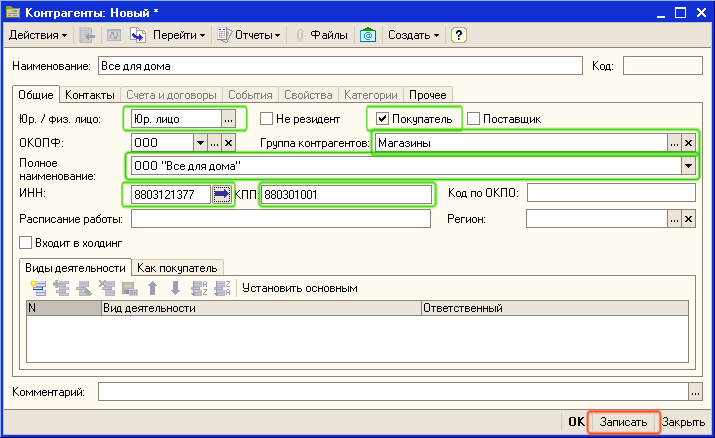 Контрагенты: Новый *
Действия Перейти Отчеты Файлы Создать ?
Наименование: Все для дома Код:
Общие Контакты Счета и договоры События Свойства Категории Прочее
Юр. / физ. лицо: Юр. лицо ... Не резидент Покупатель Поставщик
ОКОПФ: ООО ... x Группа контрагентов: Магазины ... x
Полное
наименование: ООО "Все для дома"
ИНН: 8803121377 КПП: 880301001 Код по ОКПО:
Расписание работы: Регион: ... x
Входит в холдинг
Виды деятельности Как покупатель
Установить основным
N Вид деятельности Ответственный
Комментарий: ...
OK Записать Закрыть